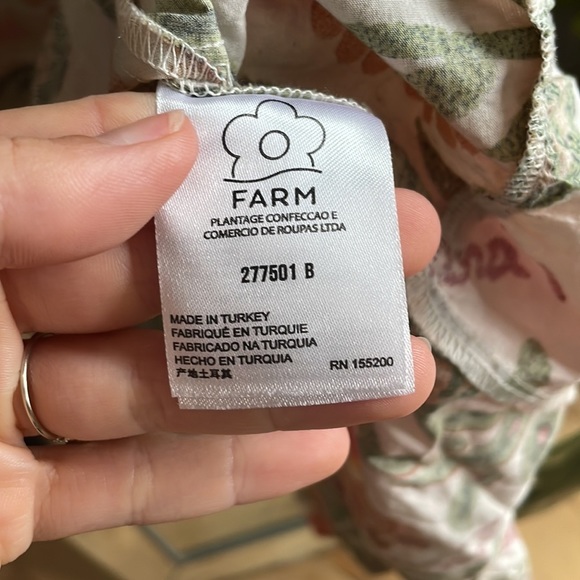 FARM
PLANTAGE CONFECCAO E
COMERCIO DE ROUPAS LTDA
277501 B
MADE IN TURKEY
FABRIQUÉ EN TURQUIE
FABRICADO NA TURQUIA
HECHO EN TURQUIA
产地土耳其
RN 155200